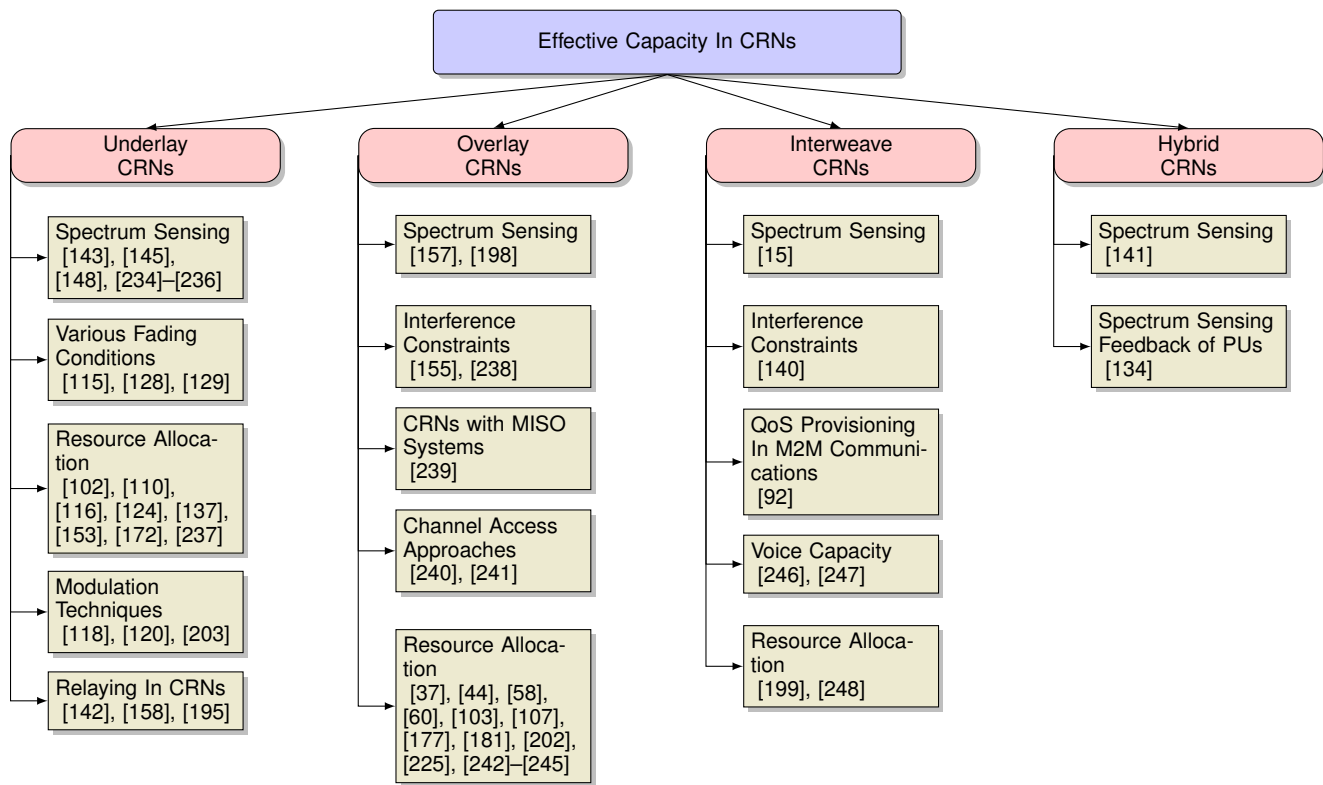 Effective Capacity In CRNs
Underlay
CRNs
Spectrum Sensing
[143], [145],
[148], [234]–[236]
Various Fading
Conditions
[115], [128], [129]
Resource Alloca-
tion
[102], [110],
[116], [124], [137],
[153], [172], [237]
Modulation
Techniques
[118], [120], [203]
Relaying In CRNs
[142], [158], [195]
Overlay
CRNs
Spectrum Sensing
[157], [198]
Interference
Constraints
[155], [238]
CRNs with MISO
Systems
[239]
Channel Access
Approaches
[240], [241]
Resource Alloca-
tion
[37], [44], [58],
[60], [103], [107],
[177], [181], [202],
[225], [242]–[245]
Interweave
CRNs
Spectrum Sensing
[15]
Interference
Constraints
[140]
QoS Provisioning
In M2M Communi-
cations
[92]
Voice Capacity
[246], [247]
Resource Alloca-
tion
[199], [248]
Hybrid
CRNs
Spectrum Sensing
[141]
Spectrum Sensing
Feedback of PUs
[134]